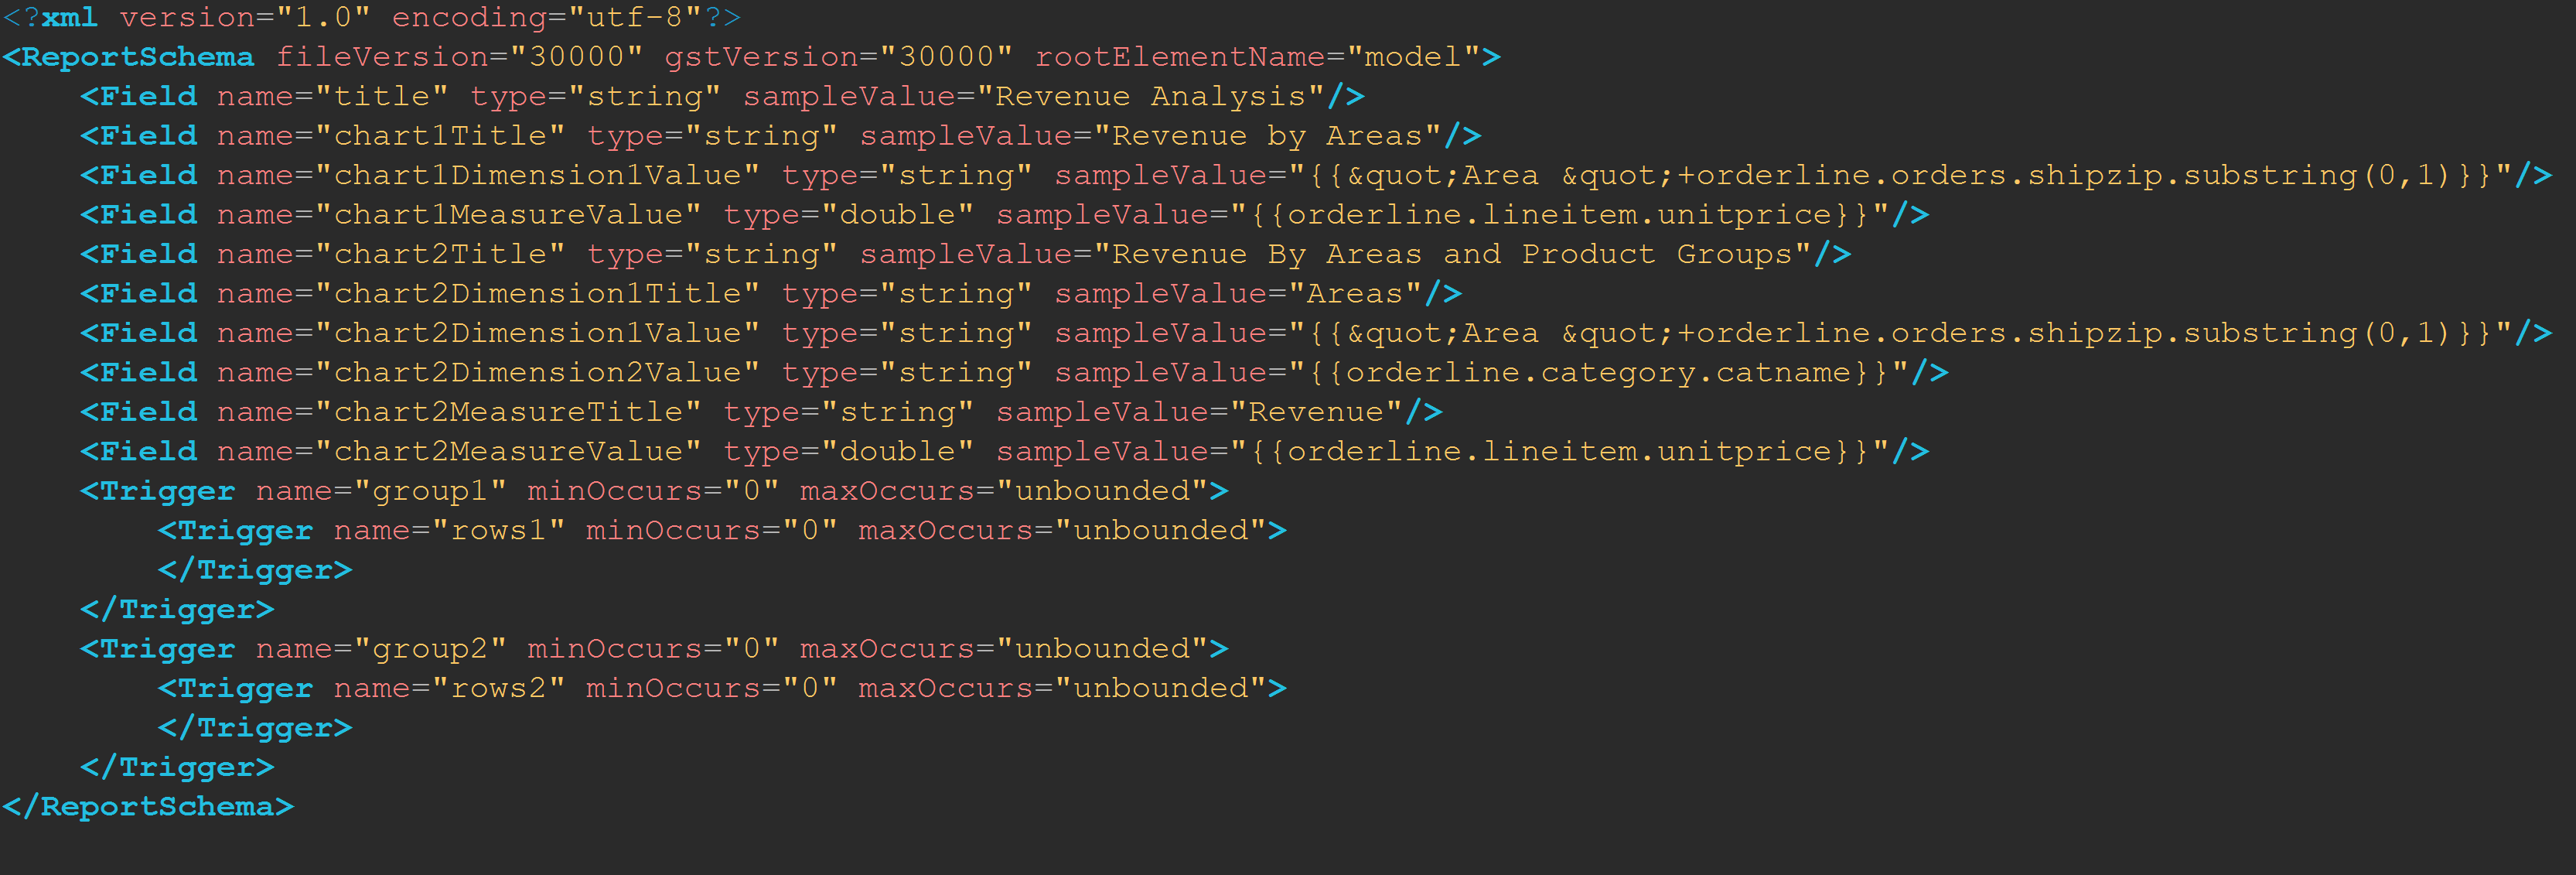 <?xml version="1.0" encoding="utf-8"?>
<ReportSchema fileVersion="30000" gstVersion="30000" rootElementName="model">
    <Field name="title" type="string" sampleValue="Revenue Analysis"/>
    <Field name="chart1Title" type="string" sampleValue="Revenue by Areas"/>
    <Field name="chart1Dimension1Value" type="string" sampleValue="{{&quot;Area &quot;+orderline.orders.shipzip.substring(0,1)}}"/>
    <Field name="chart1MeasureValue" type="double" sampleValue="{{orderline.lineitem.unitprice}}"/>
    <Field name="chart2Title" type="string" sampleValue="Revenue By Areas and Product Groups"/>
    <Field name="chart2Dimension1Title" type="string" sampleValue="Areas"/>
    <Field name="chart2Dimension1Value" type="string" sampleValue="{{&quot;Area &quot;+orderline.orders.shipzip.substring(0,1)}}"/>
    <Field name="chart2Dimension2Value" type="string" sampleValue="{{orderline.category.catname}}"/>
    <Field name="chart2MeasureTitle" type="string" sampleValue="Revenue"/>
    <Field name="chart2MeasureValue" type="double" sampleValue="{{orderline.lineitem.unitprice}}"/>
    <Trigger name="group1" minOccurs="0" maxOccurs="unbounded">
        <Trigger name="rows1" minOccurs="0" maxOccurs="unbounded">
        </Trigger>
    </Trigger>
    <Trigger name="group2" minOccurs="0" maxOccurs="unbounded">
        <Trigger name="rows2" minOccurs="0" maxOccurs="unbounded">
        </Trigger>
    </Trigger>
</ReportSchema>